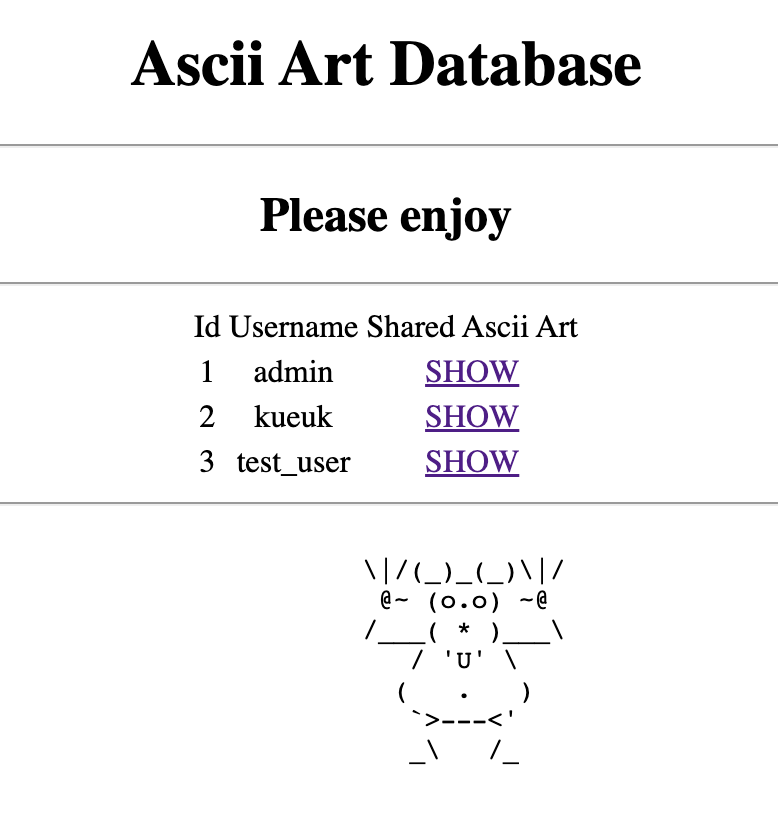 Ascii Art Database
Please enjoy
Id Username Shared Ascii Art
1 admin SHOW
2 kueuk SHOW
3 test_user SHOW
\|/(_)_(_)\|/
 @~ (o.o) ~@
/___( * )___\
   / 'U' \
  (   .   )
   `>---<'
   _\   /_